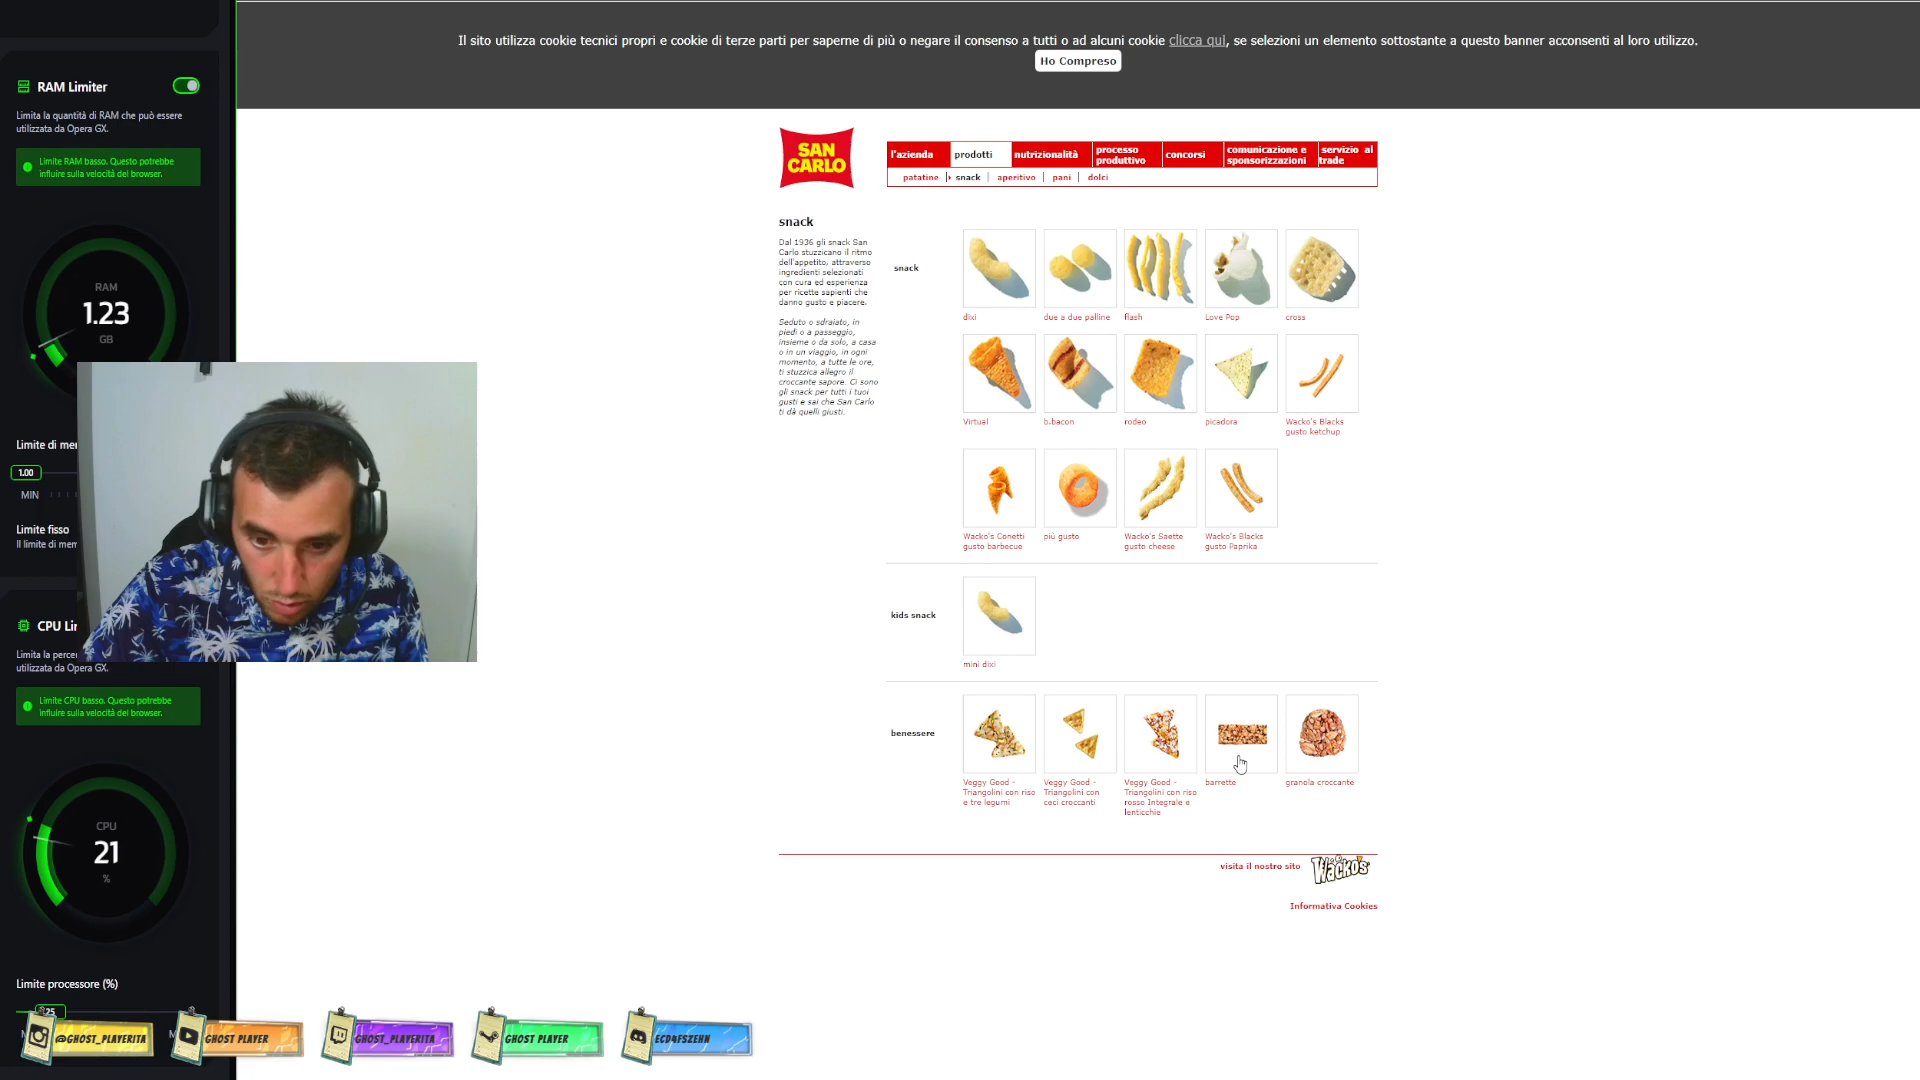 RAM Limiter
Limita la quantità di RAM che può essere
utilizzata da Opera GX.
Limite RAM basso. Questo potrebbe
influire sulla velocità del browser.
RAM
1.23
GB
Limite di
1.00
MIN
Limite fisso
Il limite di
CPU
Limita la
utilizzata da Opera GX.
Limite CPU basso. Questo potrebbe
influire sulla velocità del browser.
CPU
21
%
Limite processore (%)
25
@GHOST_PLAYERITA
GHOST PLAYER
GHOST_PLAYERITA
GHOST PLAYER
ECD4FSZEHN
Il sito utilizza cookie tecnici propri e cookie di terze parti per saperne di più o negare il consenso a tutti o ad alcuni cookie clicca qui, se selezioni un elemento sottostante a questo banner acconsenti al loro utilizzo.
Ho Compreso
SAN
CARLO
l'azienda
prodotti
nutrizionalità
processo
produttivo
concorsi
comunicazione e
sponsorizzazioni
servizio al
trade
patatine
snack
aperitivo
pani
dolci
snack
Dal 1936 gli snack San
Carlo stuzzicano il ritmo
dell'appetito, attraverso
ingredienti selezionati
con cura ed esperienza
per ricette sapienti che
danno gusto e piacere.
Seduto o sdraiato, in
piedi o a passeggio,
insieme o da solo, a casa
o in un viaggio, in ogni
momento, a tutte le ore,
ti stuzzica allegro il
croccante sapore. Ci sono
gli snack per tutti i tuoi
gusti e sai che San Carlo
ti dà quelli giusti.
snack
dixi
due a due palline
flash
Love Pop
cross
Virtual
b.bacon
rodeo
picadora
Wacko's Blacks
gusto ketchup
Wacko's Conetti
gusto barbecue
più gusto
Wacko's Saette
gusto cheese
Wacko's Blacks
gusto Paprika
kids snack
mini dixi
benessere
Veggy Good -
Triangolini con riso
e tre legumi
Veggy Good -
Triangolini con
ceci croccanti
Veggy Good -
Triangolini con riso
rosso Integrale e
lenticchie
barrette
granola croccante
visita il nostro sito
Wacko's
Informativa Cookies